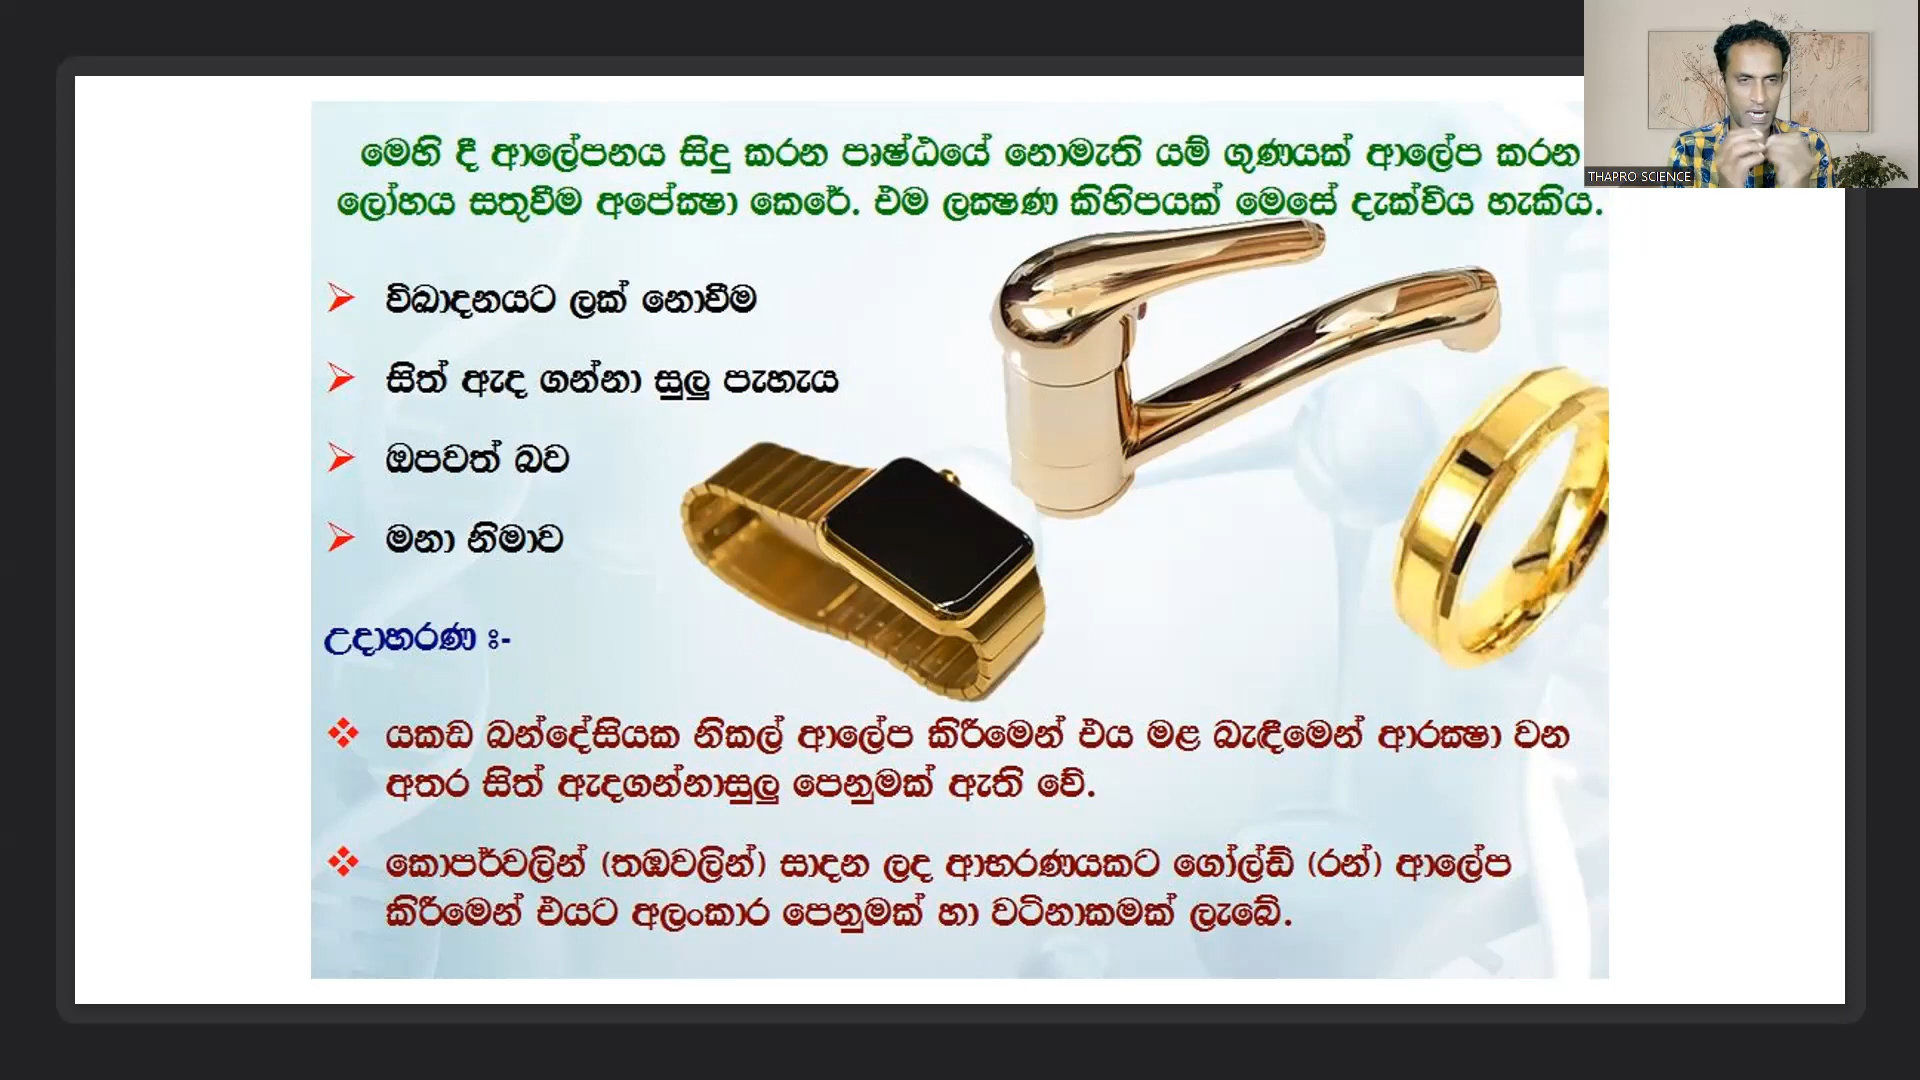 මෙහි දී ආලේපනය සිදු කරන පෘෂ්ඨයේ නොමැති යම් ගුණයක් ආලේප කරන
ලෝහය සතුවීම අපේක්ෂා කෙරේ. එම ලක්ෂණ කිහිපයක් මෙසේ දැක්විය හැකිය.
විඛාදනයට ලක් නොවීම
සිත් ඇද ගන්නා සුලු පැහැය
ඔපවත් බව
මනා නිමාව
උදාහරණ :-
යකඩ බන්දේසියක නිකල් ආලේප කිරීමෙන් එය මළ බැඳීමෙන් ආරක්ෂා වන
අතර සිත් ඇදගන්නාසුලු පෙනුමක් ඇති වේ.
කොපර්වලින් (තඹවලින්) සාදන ලද ආභරණයකට ගෝල්ඩ් (රන්) ආලේප
කිරීමෙන් එයට අලංකාර පෙනුමක් හා වටිනාකමක් ලැබේ.
THAPRO SCIENCE